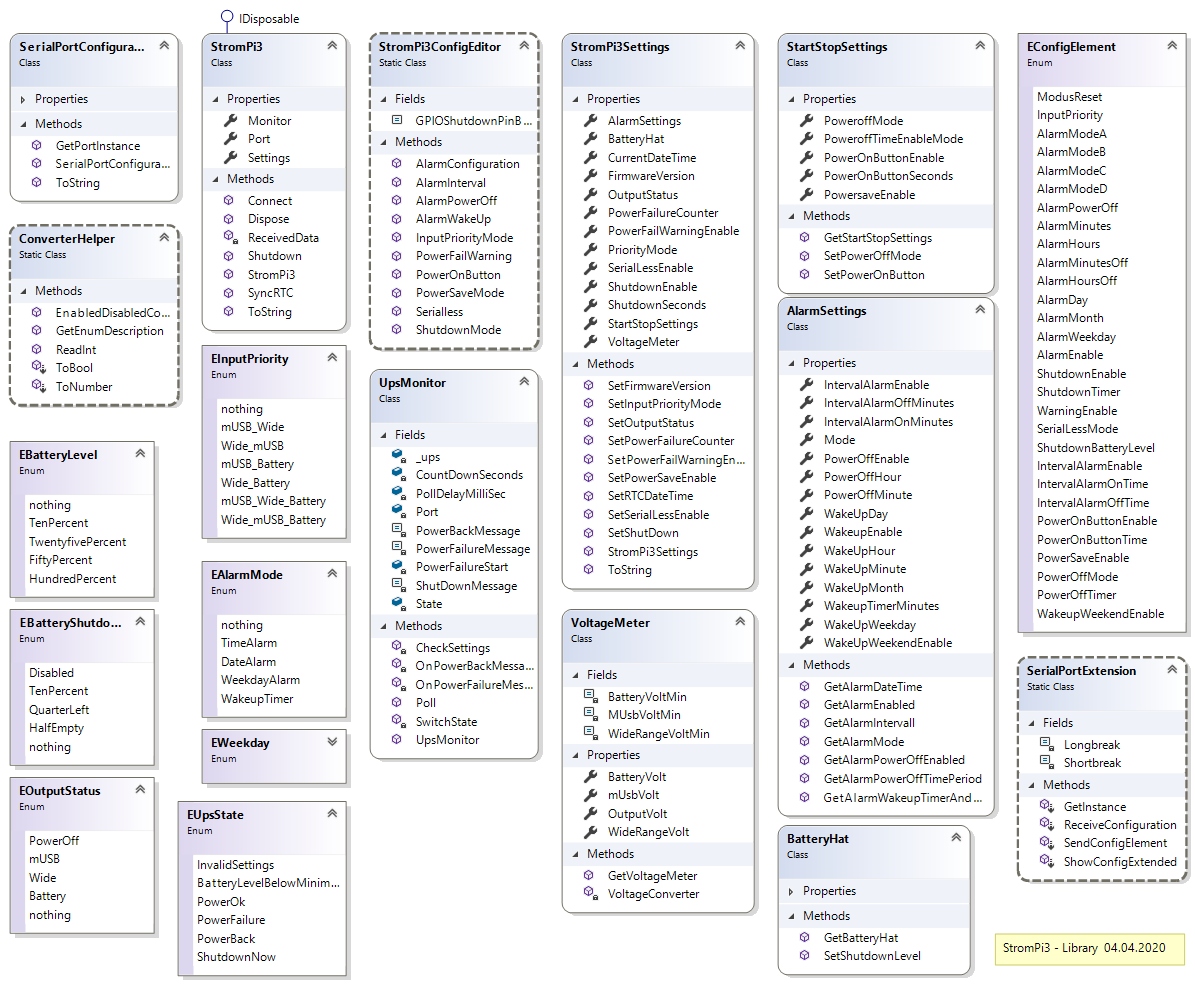 IDisposable
SerialPortConfigura...
Class
Properties
Methods
GetPortInstance
SerialPortConfigura...
ToString
ConverterHelper
Static Class
Methods
EnabledDisabledCo...
GetEnumDescription
ReadInt
ToBool
ToNumber
EBatteryLevel
Enum
nothing
TenPercent
TwentyfivePercent
FiftyPercent
HundredPercent
EBatteryShutdo...
Enum
Disabled
TenPercent
QuarterLeft
HalfEmpty
nothing
EOutputStatus
Enum
PowerOff
mUSB
Wide
Battery
nothing
StromPi3
Class
Properties
Monitor
Port
Settings
Methods
Connect
Dispose
ReceivedData
Shutdown
StromPi3
SyncRTC
ToString
EInputPriority
Enum
nothing
mUSB_Wide
Wide_mUSB
mUSB_Battery
Wide_Battery
mUSB_Wide_Battery
Wide_mUSB_Battery
EAlarmMode
Enum
nothing
TimeAlarm
DateAlarm
WeekdayAlarm
WakeupTimer
EWeekday
Enum
EUpsState
Enum
InvalidSettings
BatteryLevelBelowMinim...
PowerOk
PowerFailure
PowerBack
ShutdownNow
StromPi3ConfigEditor
Static Class
Fields
GPIOShutdownPinB...
Methods
AlarmConfiguration
AlarmInterval
AlarmPowerOff
AlarmWakeUp
InputPriorityMode
PowerFailWarning
PowerOnButton
PowerSaveMode
Serialless
ShutdownMode
UpsMonitor
Class
Fields
_ups
CountDownSeconds
PollDelayMilliSec
Port
PowerBackMessage
PowerFailureMessage
PowerFailureStart
ShutDownMessage
State
Methods
CheckSettings
OnPowerBackMessa...
OnPowerFailureMes...
Poll
SwitchState
UpsMonitor
StromPi3Settings
Class
Properties
AlarmSettings
BatteryHat
CurrentDateTime
FirmwareVersion
OutputStatus
PowerFailureCounter
PowerFailWarningEnable
PriorityMode
SerialLessEnable
ShutdownEnable
ShutdownSeconds
StartStopSettings
VoltageMeter
Methods
SetFirmwareVersion
SetInputPriorityMode
SetOutputStatus
SetPowerFailureCounter
SetPowerFailWarningEn...
SetPowerSaveEnable
SetRTCDateTime
SetSerialLessEnable
SetShutDown
StromPi3Settings
ToString
VoltageMeter
Class
Fields
BatteryVoltMin
MUsbVoltMin
WideRangeVoltMin
Properties
BatteryVolt
mUsbVolt
OutputVolt
WideRangeVolt
Methods
GetVoltageMeter
VoltageConverter
StartStopSettings
Class
Properties
PoweroffMode
PoweroffTimeEnableMode
PowerOnButtonEnable
PowerOnButtonSeconds
PowersaveEnable
Methods
GetStartStopSettings
SetPowerOffMode
SetPowerOnButton
AlarmSettings
Class
Properties
IntervalAlarmEnable
IntervalAlarmOffMinutes
IntervalAlarmOnMinutes
Mode
PowerOffEnable
PowerOffHour
PowerOffMinute
WakeUpDay
WakeupEnable
WakeUpHour
WakeUpMinute
WakeUpMonth
WakeupTimerMinutes
WakeUpWeekday
WakeUpWeekendEnable
Methods
GetAlarmDateTime
GetAlarmEnabled
GetAlarmIntervall
GetAlarmMode
GetAlarmPowerOffEnabled
GetAlarmPowerOffTimePeriod
GetAlarmWakeupTimerAnd...
BatteryHat
Class
Properties
Methods
GetBatteryHat
SetShutdownLevel
EConfigElement
Enum
ModusReset
InputPriority
AlarmModeA
AlarmModeB
AlarmModeC
AlarmModeD
AlarmPowerOff
AlarmMinutes
AlarmHours
AlarmMinutesOff
AlarmHoursOff
AlarmDay
AlarmMonth
AlarmWeekday
AlarmEnable
ShutdownEnable
ShutdownTimer
WarningEnable
SerialLessMode
ShutdownBatteryLevel
IntervalAlarmEnable
IntervalAlarmOnTime
IntervalAlarmOffTime
PowerOnButtonEnable
PowerOnButtonTime
PowerSaveEnable
PowerOffMode
PowerOffTimer
WakeupWeekendEnable
SerialPortExtension
Static Class
Fields
Longbreak
Shortbreak
Methods
GetInstance
ReceiveConfiguration
SendConfigElement
ShowConfigExtended
StromPi3 - Library 04.04.2020